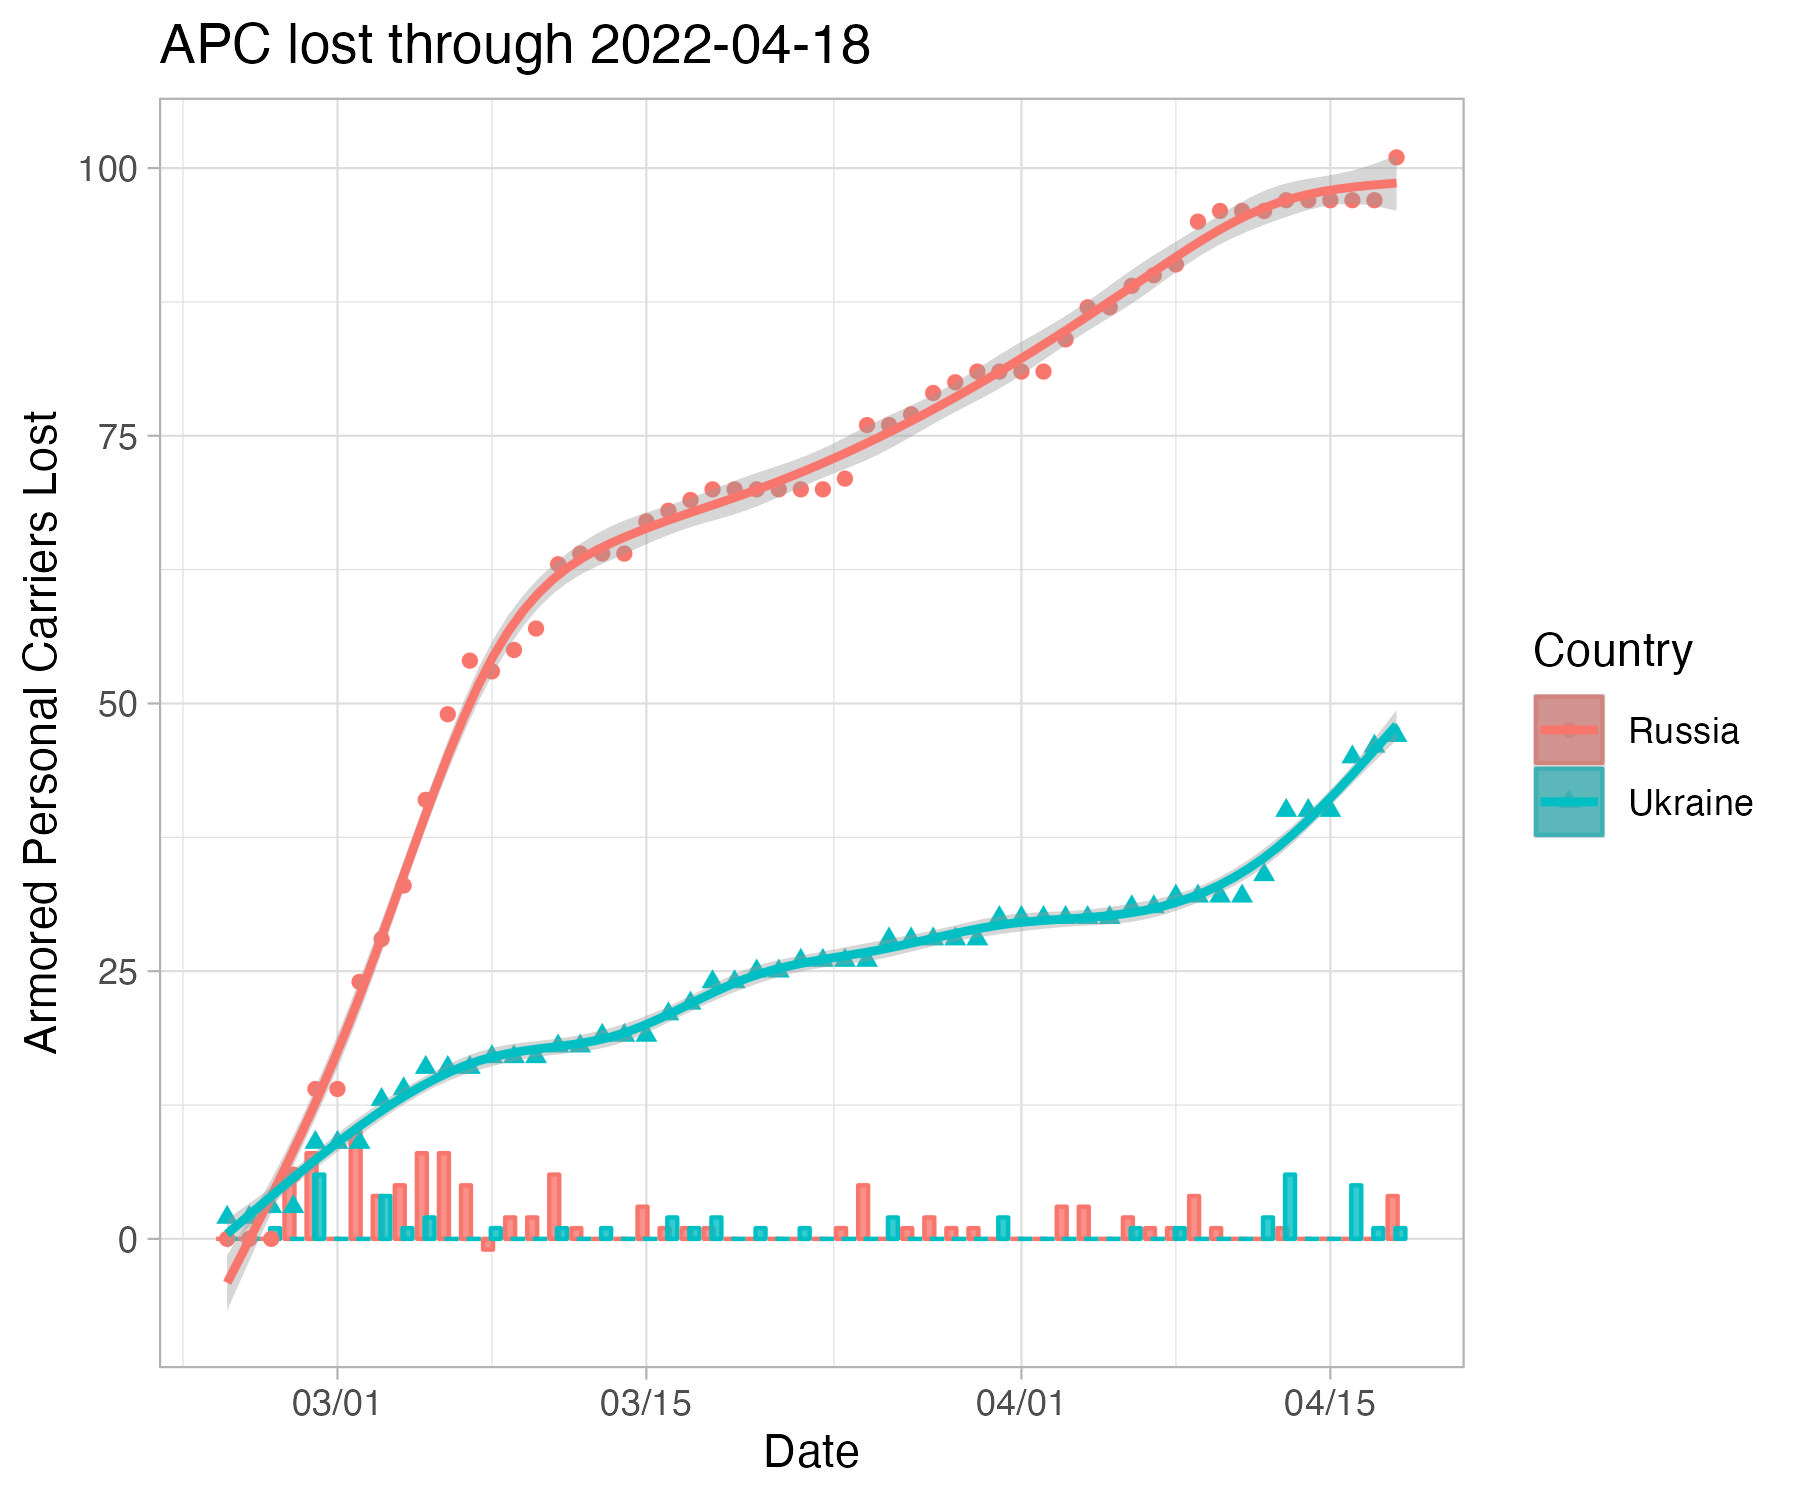 APC lost through 2022-04-18
Armored Personal Carriers Lost
100
75
50
25
0
03/01
03/15
04/01
04/15
Date
Country
Russia
Ukraine